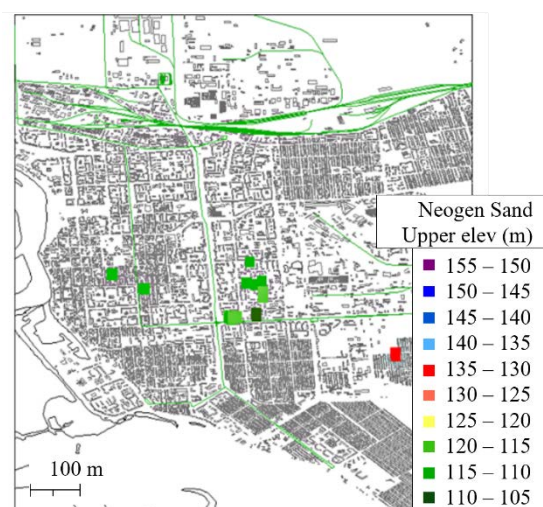 Neogen Sand
Upper elev (m)
155 – 150
150 – 145
145 – 140
140 – 135
135 – 130
130 – 125
125 – 120
120 – 115
115 – 110
110 – 105
100 m